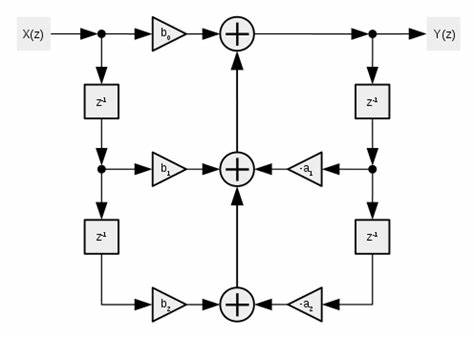 X(z) b₀ Y(z)
z⁻¹ z⁻¹
b₁ -a₁
z⁻¹ z⁻¹
b₂ -a₂